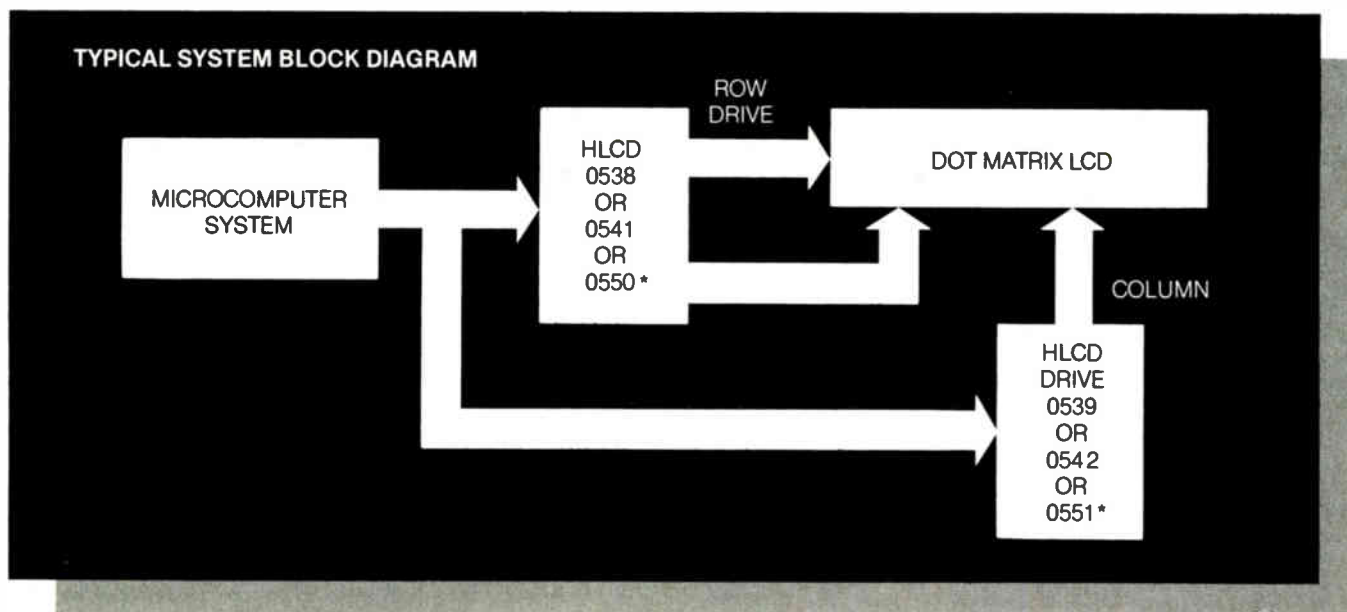 TYPICAL SYSTEM BLOCK DIAGRAM
MICROCOMPUTER
SYSTEM
HLCD
0538
OR
0541
OR
0550*
ROW
DRIVE
DOT MATRIX LCD
COLUMN
HLCD
DRIVE
0539
OR
0542
OR
0551*